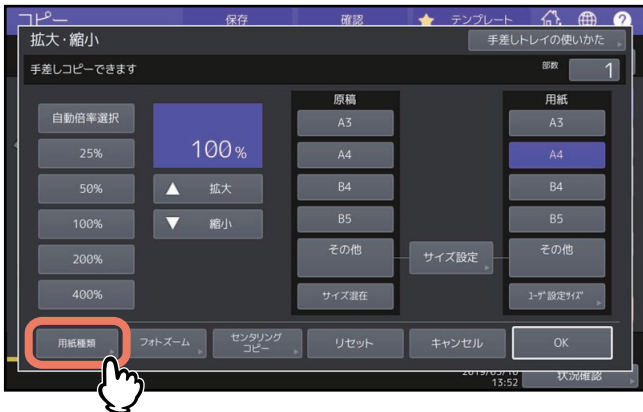 コピー
保存
確認
テンプレート
?
拡大・縮小
手差しトレイの使いかた
手差しコピーできます
部数
1
原稿
用紙
自動倍率選択
100%
A3
A3
25%
A4
A4
50%
拡大
B4
B4
100%
縮小
B5
B5
200%
その他
サイズ設定
その他
400%
サイズ混在
ユーザ設定サイズ
用紙種類
フォトズーム
センタリング
コピー
リセット
キャンセル
OK
13:52
状況確認